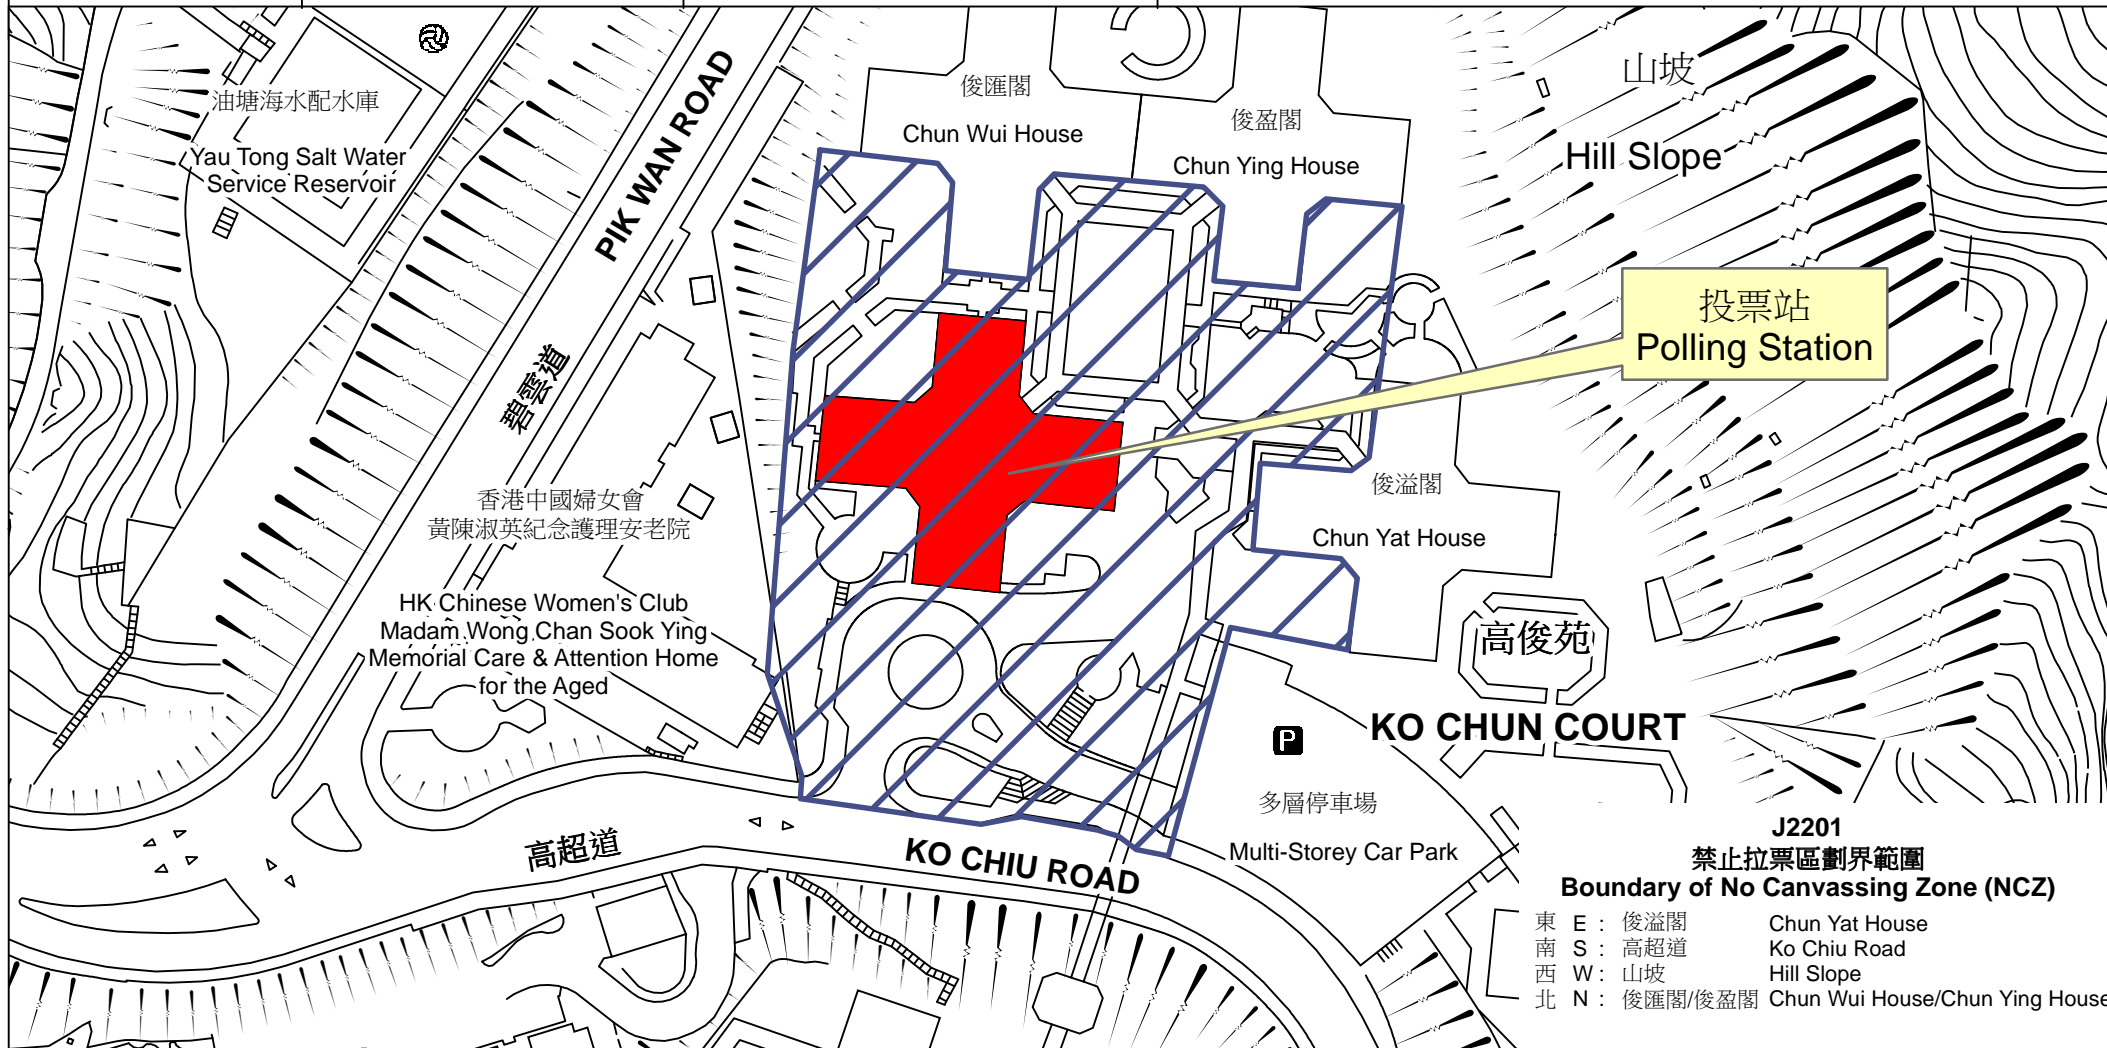 油塘海水配水庫
Yau Tong Salt Water
Service Reservoir
PIK WAN ROAD
碧雲道
俊匯閣
Chun Wui House
俊盈閣
Chun Ying House
山坡
Hill Slope
投票站
Polling Station
俊溢閣
Chun Yat House
香港中國婦女會
黃陳淑英紀念護理安老院
HK Chinese Women's Club
Madam Wong Chan Sook Ying
Memorial Care & Attention Home
for the Aged
高俊苑
KO CHUN COURT
P
多層停車場
Multi-Storey Car Park
高超道
KO CHIU ROAD
J2201
禁止拉票區劃界範圍
Boundary of No Canvassing Zone (NCZ)
東 E : 俊溢閣 Chun Yat House
南 S : 高超道 Ko Chiu Road
西 W : 山坡 Hill Slope
北 N : 俊匯閣/俊盈閣 Chun Wui House/Chun Ying House